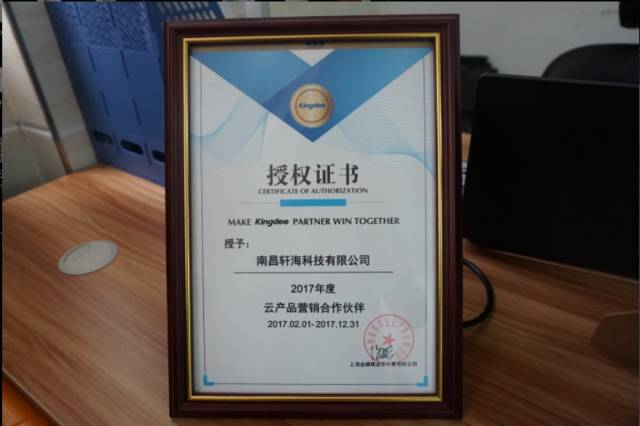 Kingdee
授权证书
CERTIFICATE OF AUTHORIZATION
MAKE Kingdee PARTNER WIN TOGETHER
授予：
南昌轩海科技有限公司
2017年度
云产品营销合作伙伴
2017.02.01-2017.12.31